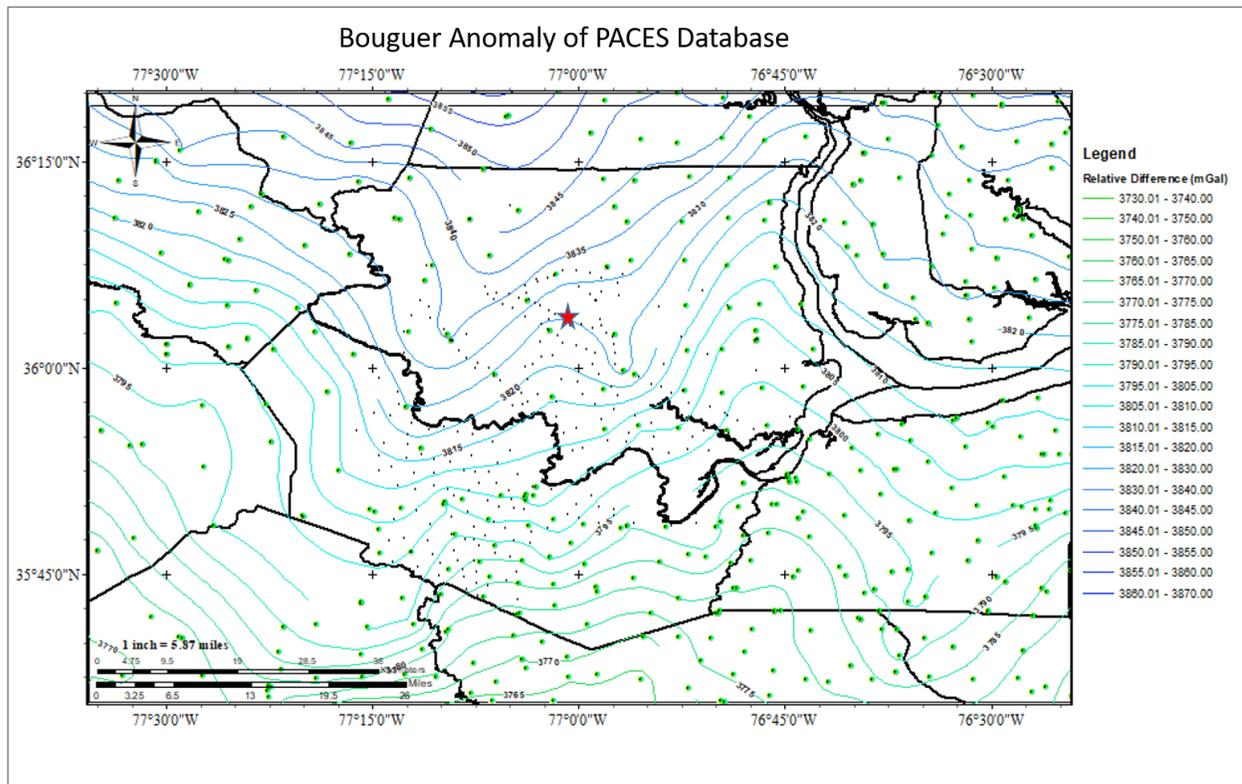 Bouguer Anomaly of PACES Database
77°30'0"W 77°15'0"W 77°0'0"W 76°45'0"W 76°30'0"W
N
W E
S
36°15'0"N
36°0'0"N
35°45'0"N
3855
3845
3850
3845
3825
3820
3840
3830
3820
3835
3820
3820
3810
3805
3795
3815
3800
3795
3795
3795
3790
3785
3770
3770
3775
3780
3765
1 inch = 5.87 miles
0 4.75 9.5 19 28.5 38
Miles
0 3.25 6.5 13 19.5 26
77°30'0"W 77°15'0"W 77°0'0"W 76°45'0"W 76°30'0"W
Legend
Relative Difference (mGal)
3730.01 - 3740.00
3740.01 - 3750.00
3750.01 - 3760.00
3760.01 - 3765.00
3765.01 - 3770.00
3770.01 - 3775.00
3775.01 - 3785.00
3785.01 - 3790.00
3790.01 - 3795.00
3795.01 - 3805.00
3805.01 - 3810.00
3810.01 - 3815.00
3815.01 - 3820.00
3820.01 - 3830.00
3830.01 - 3840.00
3840.01 - 3845.00
3845.01 - 3850.00
3850.01 - 3855.00
3855.01 - 3860.00
3860.01 - 3870.00